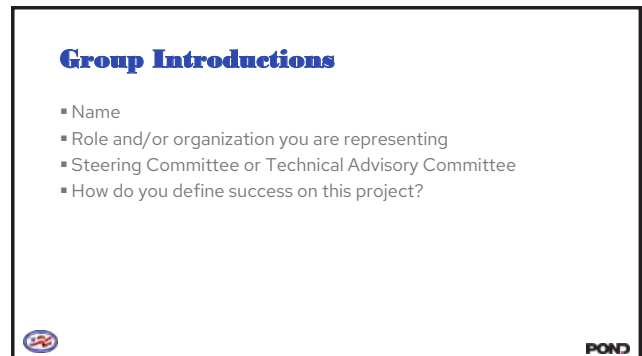 Group Introductions
▪ Name
▪ Role and/or organization you are representing
▪ Steering Committee or Technical Advisory Committee
▪ How do you define success on this project?
POND